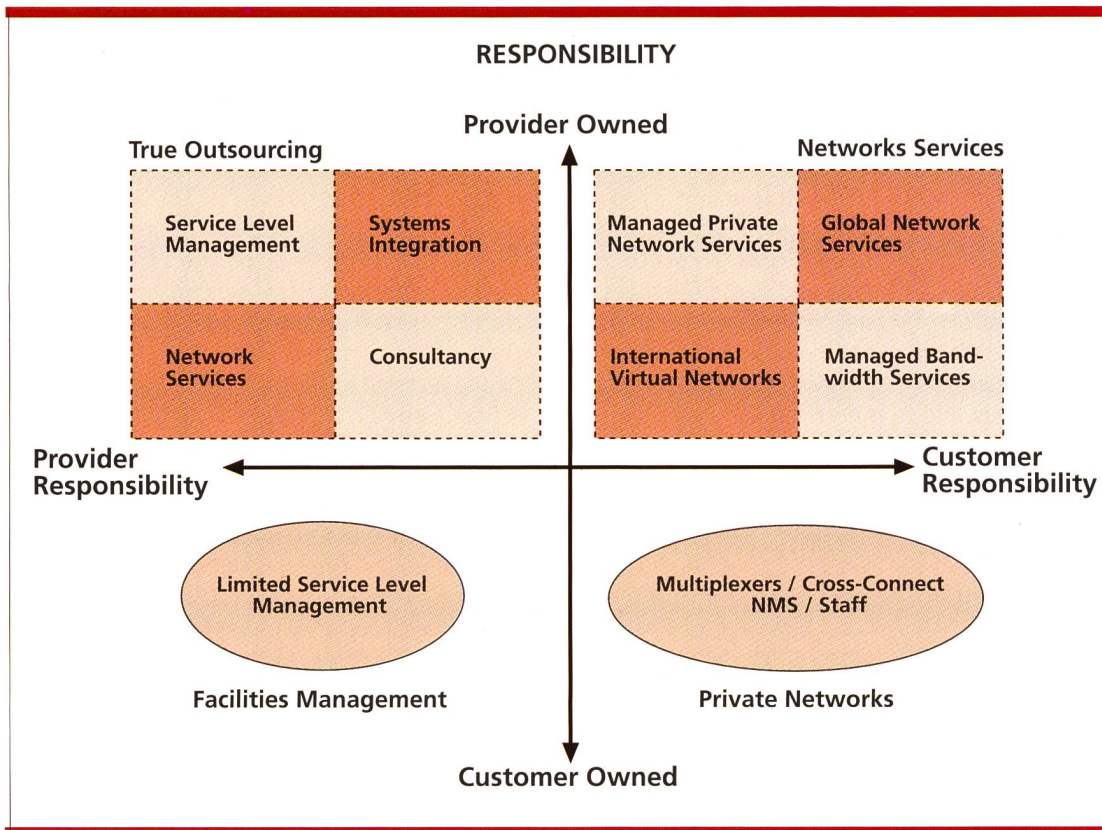 RESPONSIBILITY
Provider Owned
True Outsourcing
Networks Services
Service Level
Management
Systems
Integration
Managed Private
Network Services
Global Network
Services
Network
Services
Consultancy
International
Virtual Networks
Managed Band-
width Services
Provider
Responsibility
Customer
Responsibility
Limited Service Level
Management
Multiplexers / Cross-Connect
NMS / Staff
Facilities Management
Private Networks
Customer Owned